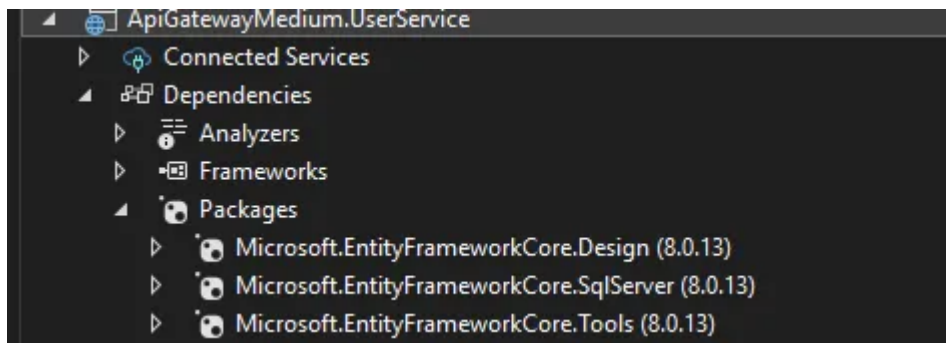 ApiGatewayMedium.UserService
Connected Services
Dependencies
Analyzers
Frameworks
Packages
Microsoft.EntityFrameworkCore.Design (8.0.13)
Microsoft.EntityFrameworkCore.SqlServer (8.0.13)
Microsoft.EntityFrameworkCore.Tools (8.0.13)